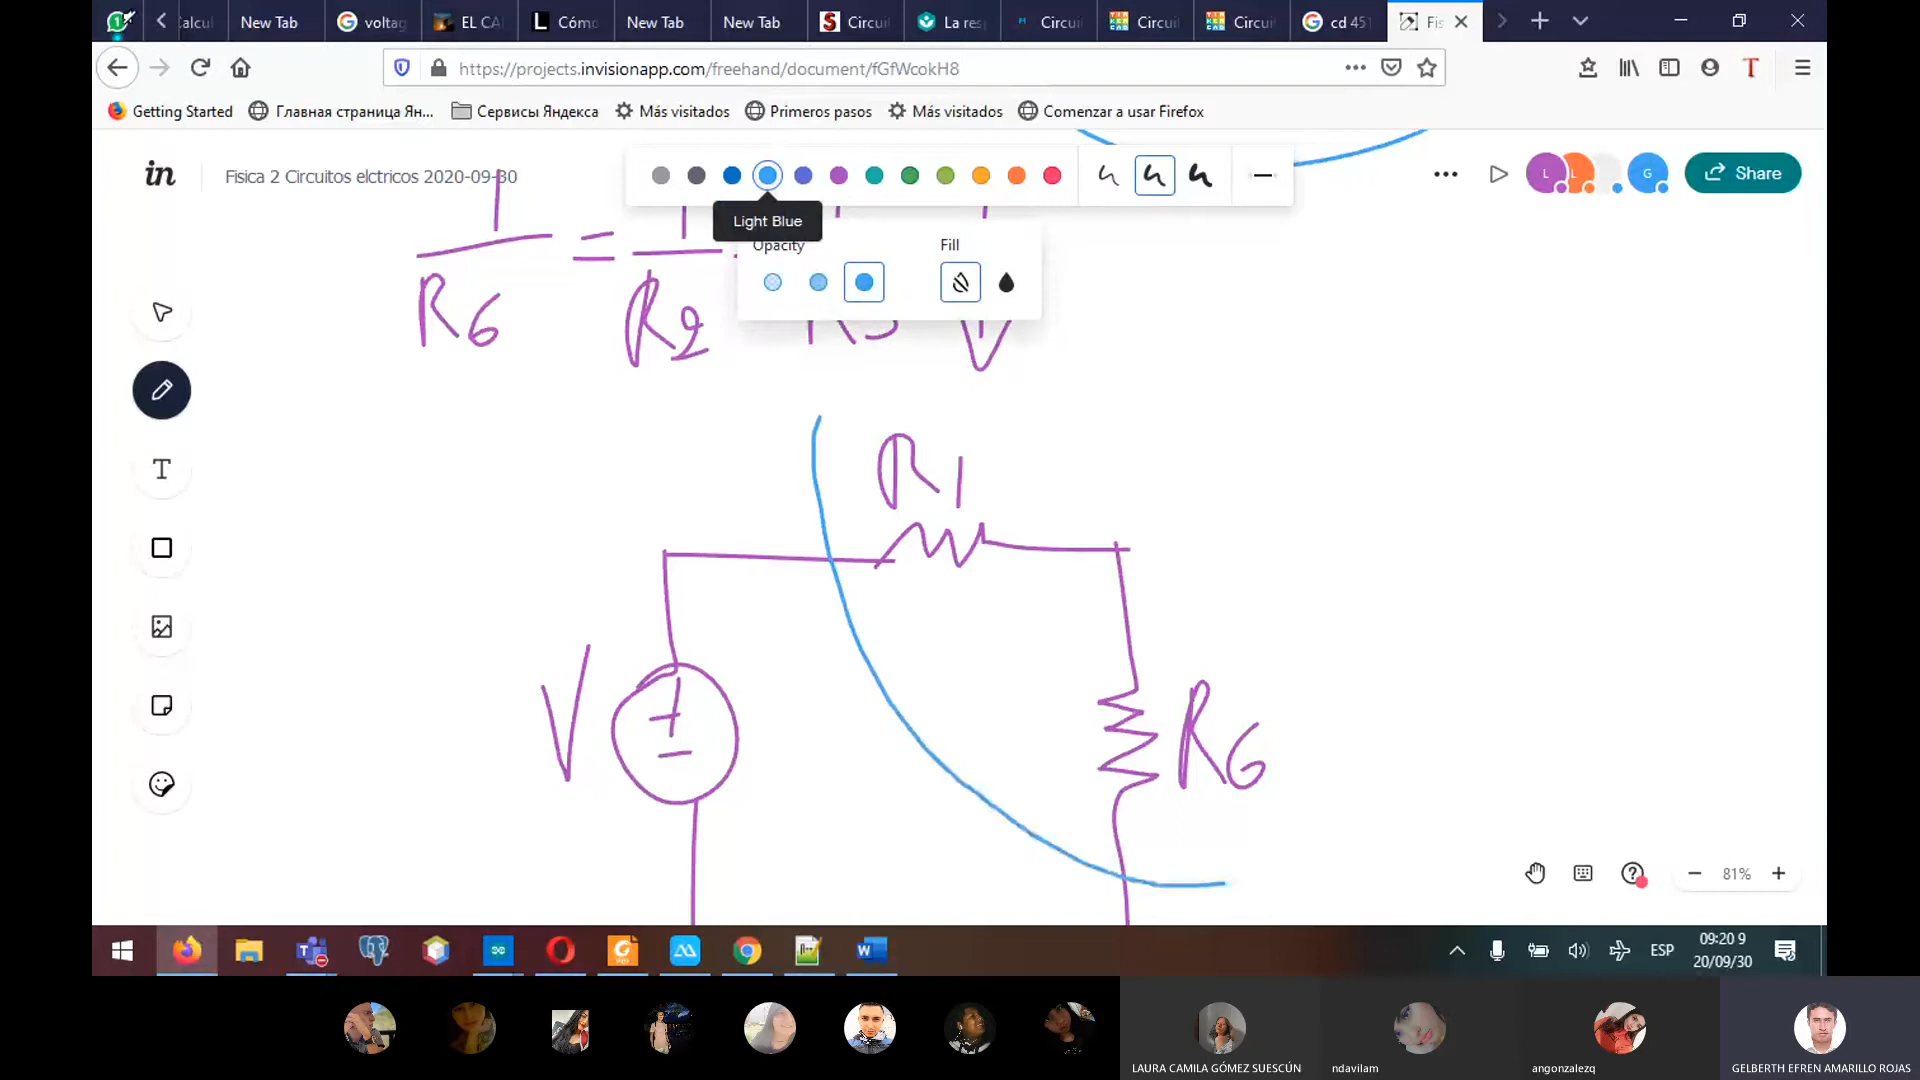 Calcul
New Tab
voltag
EL CA
Cómo
New Tab
New Tab
Circui
La res
Circui
Circui
Circui
cd 451
Fis
https://projects.invisionapp.com/freehand/document/fGfWcokH8
Getting Started
Главная страница Ян...
Сервисы Яндекса
Más visitados
Primeros pasos
Más visitados
Comenzar a usar Firefox
in
Fisica 2 Circuitos elctricos 2020-09-30
L
L
G
Share
Light Blue
Opacity
Fill
1
=
1
R6
R2
R1
V
+
−
R6
T
81%
ESP
09:20 9
20/09/30
LAURA CAMILA GÓMEZ SUESCÚN
ndavilam
angonzalezq
GELBERTH EFREN AMARILLO ROJAS